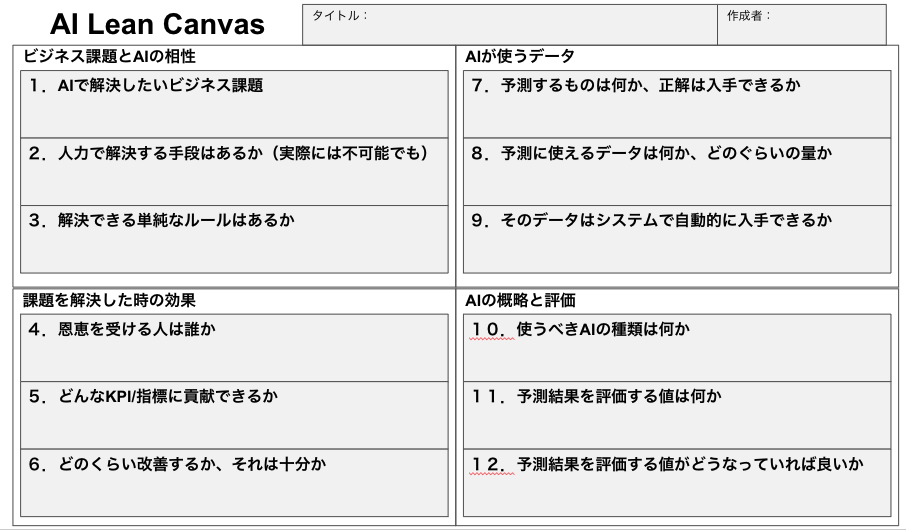 AI Lean Canvas
タイトル：
作成者：
ビジネス課題とAIの相性
１．AIで解決したいビジネス課題
２．人力で解決する手段はあるか（実際には不可能でも）
３．解決できる単純なルールはあるか
AIが使うデータ
７．予測するものは何か、正解は入手できるか
８．予測に使えるデータは何か、どのぐらいの量か
９．そのデータはシステムで自動的に入手できるか
課題を解決した時の効果
４．恩恵を受ける人は誰か
５．どんなKPI/指標に貢献できるか
６．どのくらい改善するか、それは十分か
AIの概略と評価
１０．使うべきAIの種類は何か
１１．予測結果を評価する値は何か
１２．予測結果を評価する値がどうなっていれば良いか